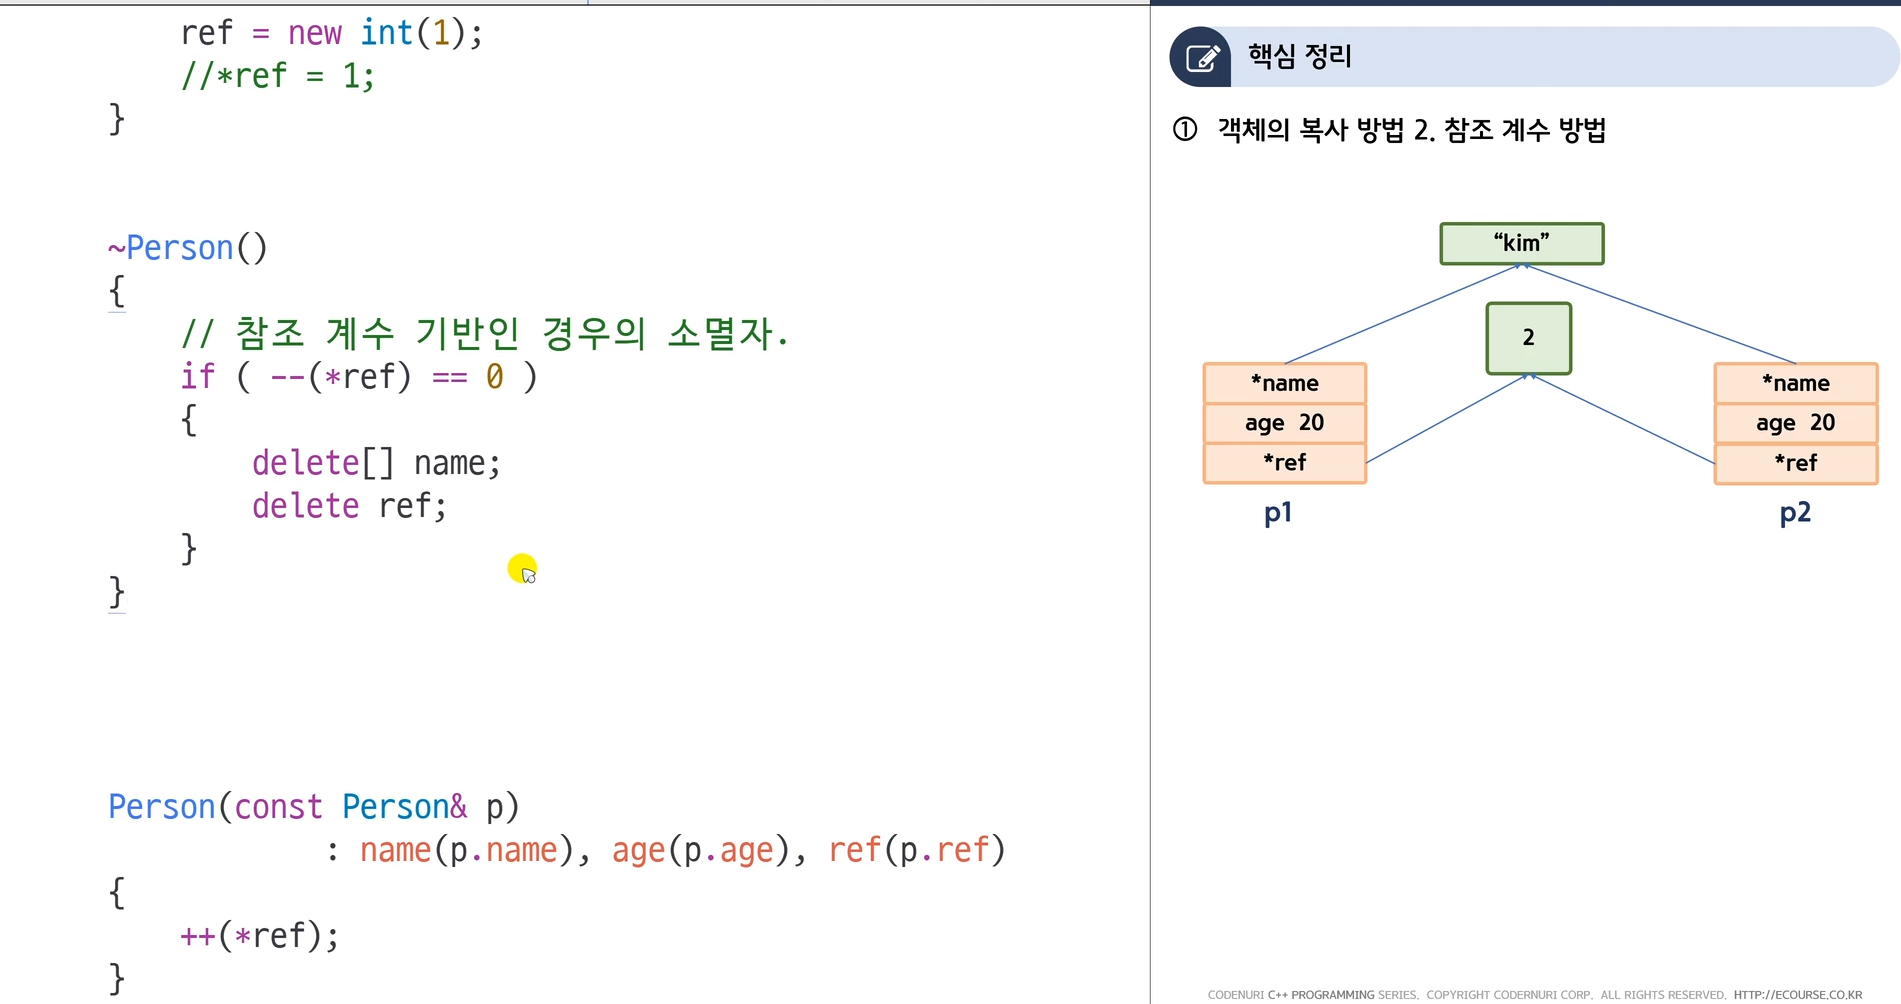 ref = new int(1);
//*ref = 1;
}
~Person()
{
// 참조 계수 기반인 경우의 소멸자.
if ( --(*ref) == 0 )
{
delete[] name;
delete ref;
}
}
Person(const Person& p)
: name(p.name), age(p.age), ref(p.ref)
{
++(*ref);
}
핵심 정리
① 객체의 복사 방법 2. 참조 계수 방법
“kim”
2
*name
age 20
*ref
p1
*name
age 20
*ref
p2
CODENURI C++ PROGRAMMING SERIES, COPYRIGHT CODERNURI CORP, ALL RIGHTS RESERVED, HTTP://ECOURSE.CO.KR